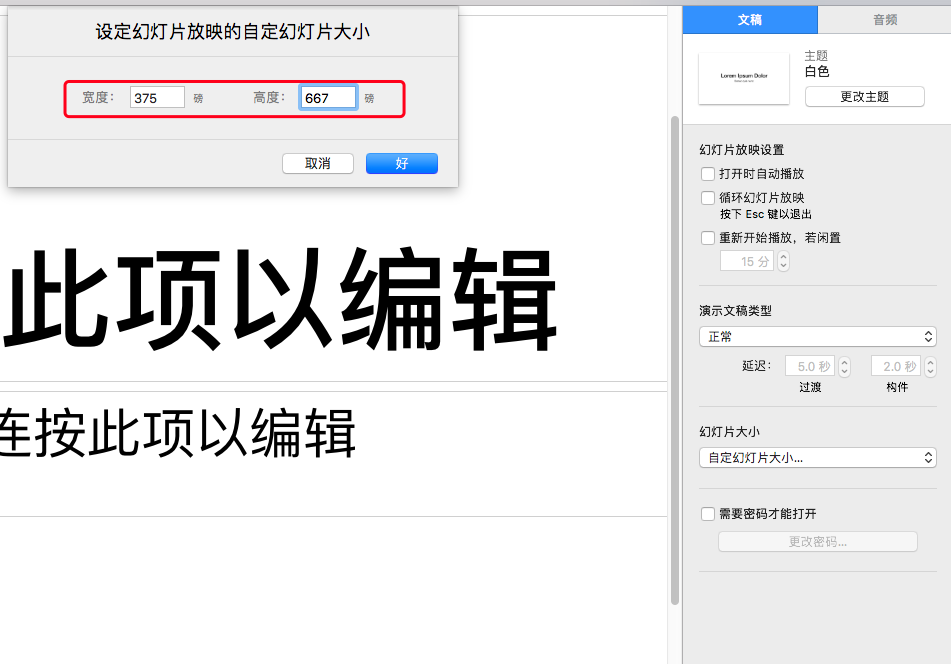 设定幻灯片放映的自定幻灯片大小
宽度: 375 磅 高度: 667 磅
取消 好
此项以编辑
连按此项以编辑
文稿 音频
Lorem Ipsum Dolor
主题
白色
更改主题
幻灯片放映设置
打开时自动播放
循环幻灯片放映
按下 Esc 键以退出
重新开始播放，若闲置
15 分
演示文稿类型
正常
延迟: 5.0 秒 2.0 秒
过渡 构件
幻灯片大小
自定幻灯片大小...
需要密码才能打开
更改密码...